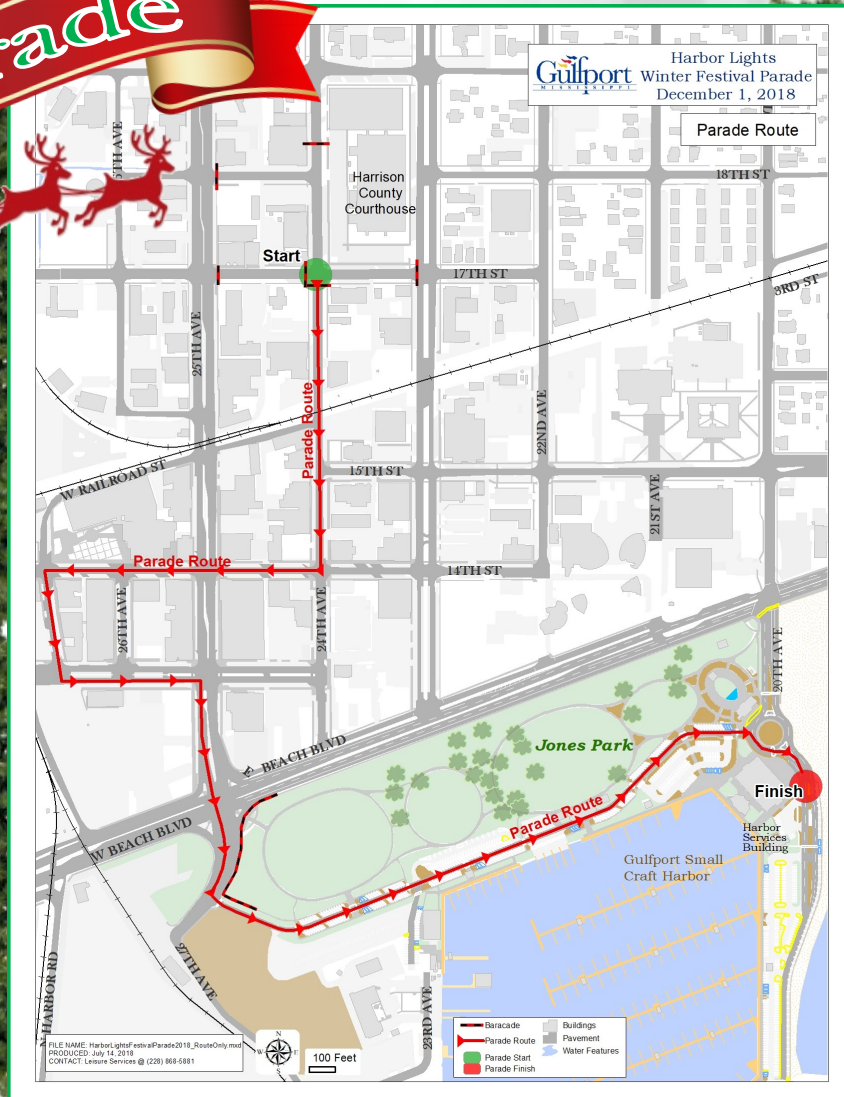 rade
Gulfport
MISSISSIPPI
Harbor Lights
Winter Festival Parade
December 1, 2018
Parade Route
18TH ST
TH AVE
Harrison
County
Courthouse
Start
17TH ST
3RD ST
25TH AVE
Parade Route
22ND AVE
15TH ST
W RAILROAD ST
21ST AVE
Parade Route
14TH ST
26TH AVE
24TH AVE
20TH AVE
E BEACH BLVD
Jones Park
Finish
Parade Route
W BEACH BLVD
Harbor
Services
Building
Gulfport Small
Craft Harbor
27TH AVE
HARBOR RD
23RD AVE
FILE NAME: HarborLightsFestivalParade2018_RouteOnly.mxd
PRODUCED: July 14, 2018
CONTACT: Leisure Services @ (228) 868-5881
N
W E
S
100 Feet
Baracade
Parade Route
Parade Start
Parade Finish
Buildings
Pavement
Water Features